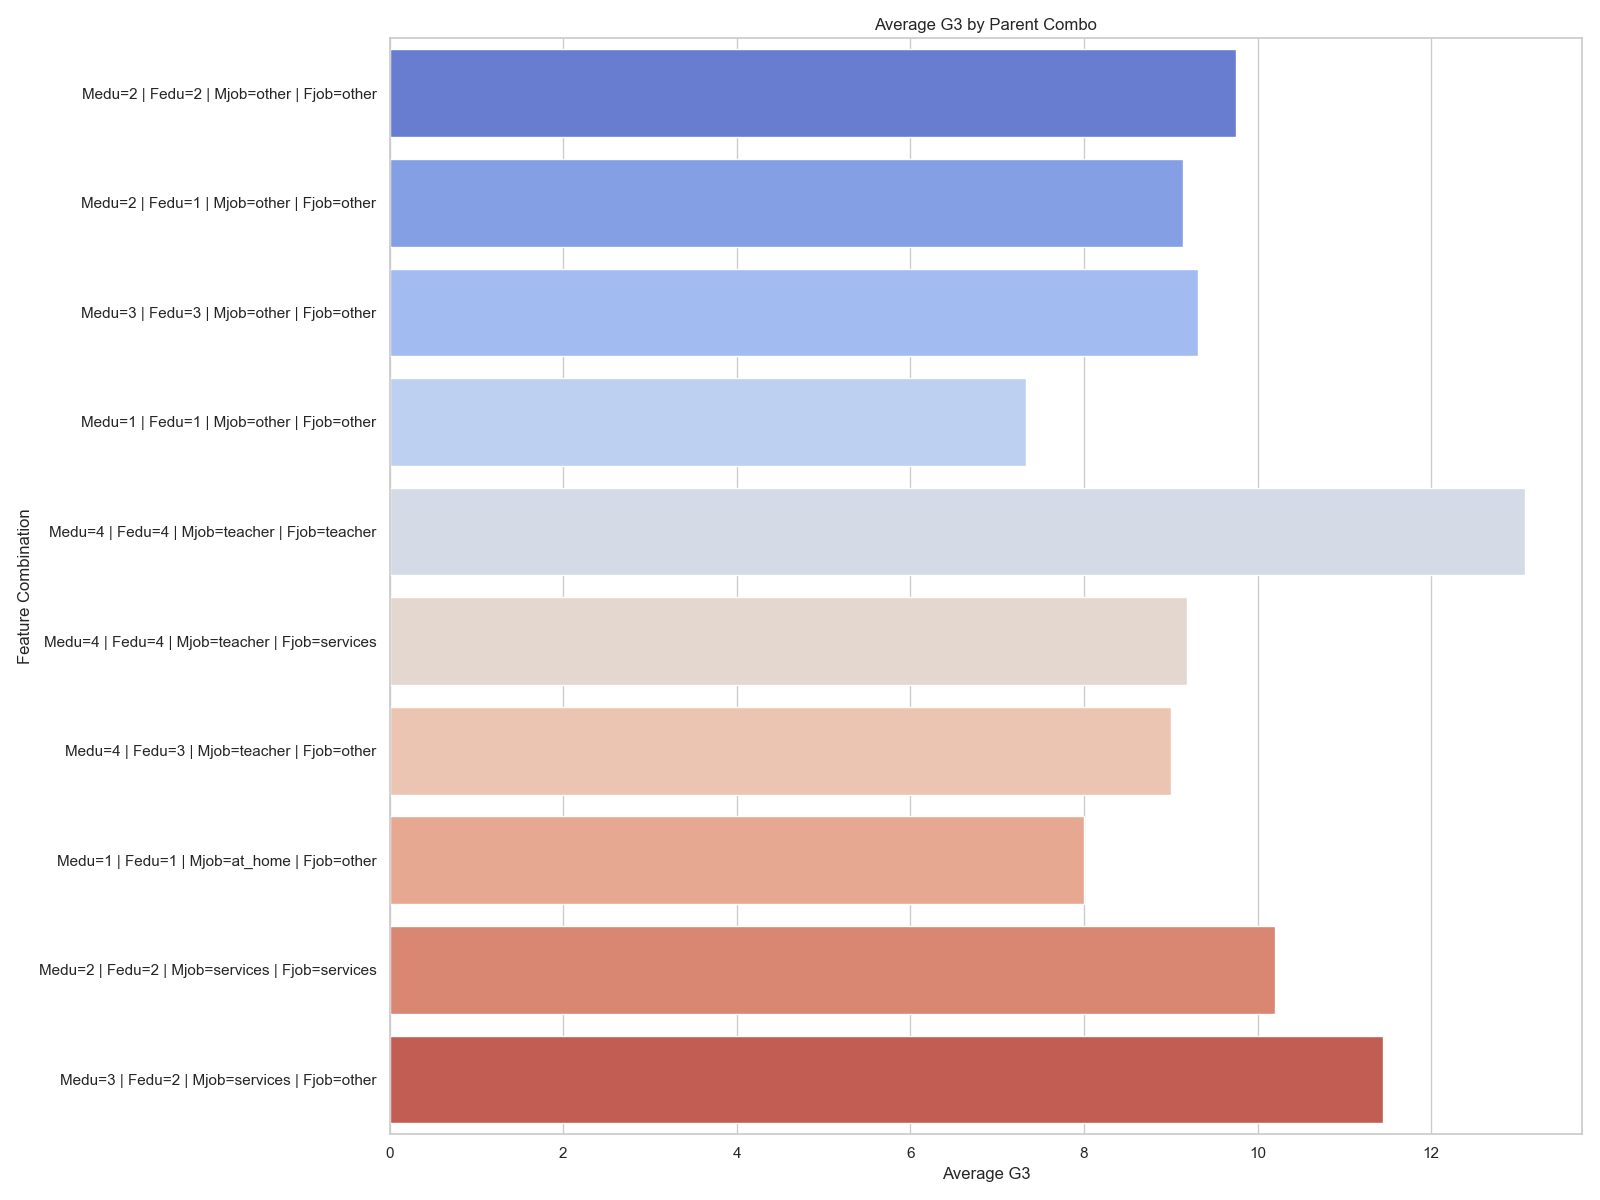 Average G3 by Parent Combo
Feature Combination
Medu=2 | Fedu=2 | Mjob=other | Fjob=other
Medu=2 | Fedu=1 | Mjob=other | Fjob=other
Medu=3 | Fedu=3 | Mjob=other | Fjob=other
Medu=1 | Fedu=1 | Mjob=other | Fjob=other
Medu=4 | Fedu=4 | Mjob=teacher | Fjob=teacher
Medu=4 | Fedu=4 | Mjob=teacher | Fjob=services
Medu=4 | Fedu=3 | Mjob=teacher | Fjob=other
Medu=1 | Fedu=1 | Mjob=at_home | Fjob=other
Medu=2 | Fedu=2 | Mjob=services | Fjob=services
Medu=3 | Fedu=2 | Mjob=services | Fjob=other
0 2 4 6 8 10 12
Average G3